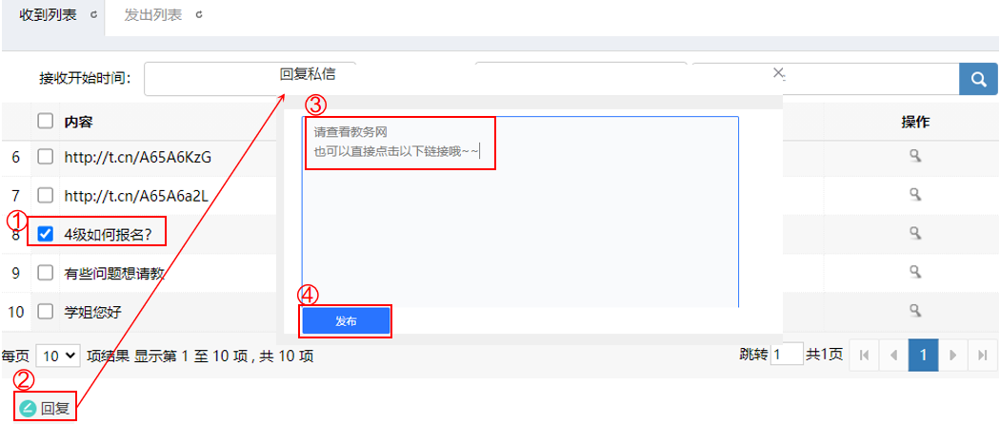 收到列表 发出列表
接收开始时间：
回复私信
③
内容 操作
请查看教务网
也可以直接点击以下链接哦~~
6 http://t.cn/A65A6KzG
7 http://t.cn/A65A6a2L
①
8 4级如何报名？
9 有些问题想请教
10 学姐您好
④
发布
每页 10 项结果 显示第 1 至 10 项 , 共 10 项 跳转 1 共1页 1
②
回复